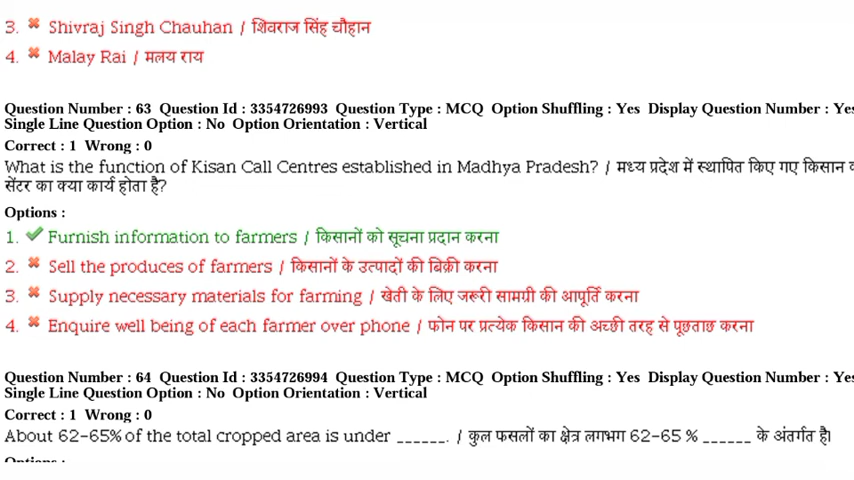 3. Shivraj Singh Chauhan / शिवराज सिंह चौहान
4. Malay Rai / मलय राय
Question Number : 63 Question Id : 3354726993 Question Type : MCQ Option Shuffling : Yes Display Question Number : Yes
Single Line Question Option : No Option Orientation : Vertical
Correct : 1 Wrong : 0
What is the function of Kisan Call Centres established in Madhya Pradesh? / मध्य प्रदेश में स्थापित किए गए किसान
सेंटर का क्या कार्य होता है?
Options :
1. Furnish information to farmers / किसानों को सूचना प्रदान करना
2. Sell the produces of farmers / किसानों के उत्पादों की बिक्री करना
3. Supply necessary materials for farming / खेती के लिए जरूरी सामग्री की आपूर्ति करना
4. Enquire well being of each farmer over phone / फोन पर प्रत्येक किसान की अच्छी तरह से पूछताछ करना
Question Number : 64 Question Id : 3354726994 Question Type : MCQ Option Shuffling : Yes Display Question Number : Yes
Single Line Question Option : No Option Orientation : Vertical
Correct : 1 Wrong : 0
About 62-65% of the total cropped area is under ______. / कुल फसलों का क्षेत्र लगभग 62-65 % ______ के अंतर्गत है।
Options :